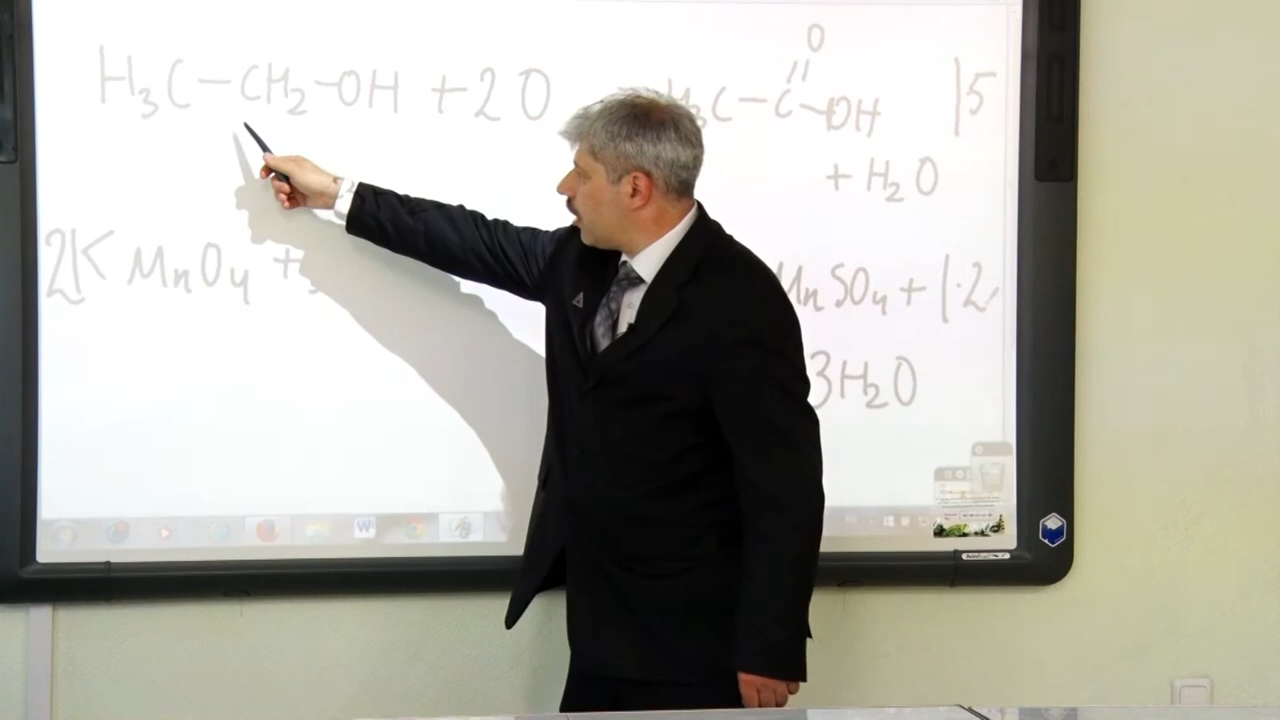 H₃C-CH₂-OH + 2O H₃C-C-OH |5
O
+ H₂O
2KMnO₄ + MnSO₄ + |·2
3H₂O